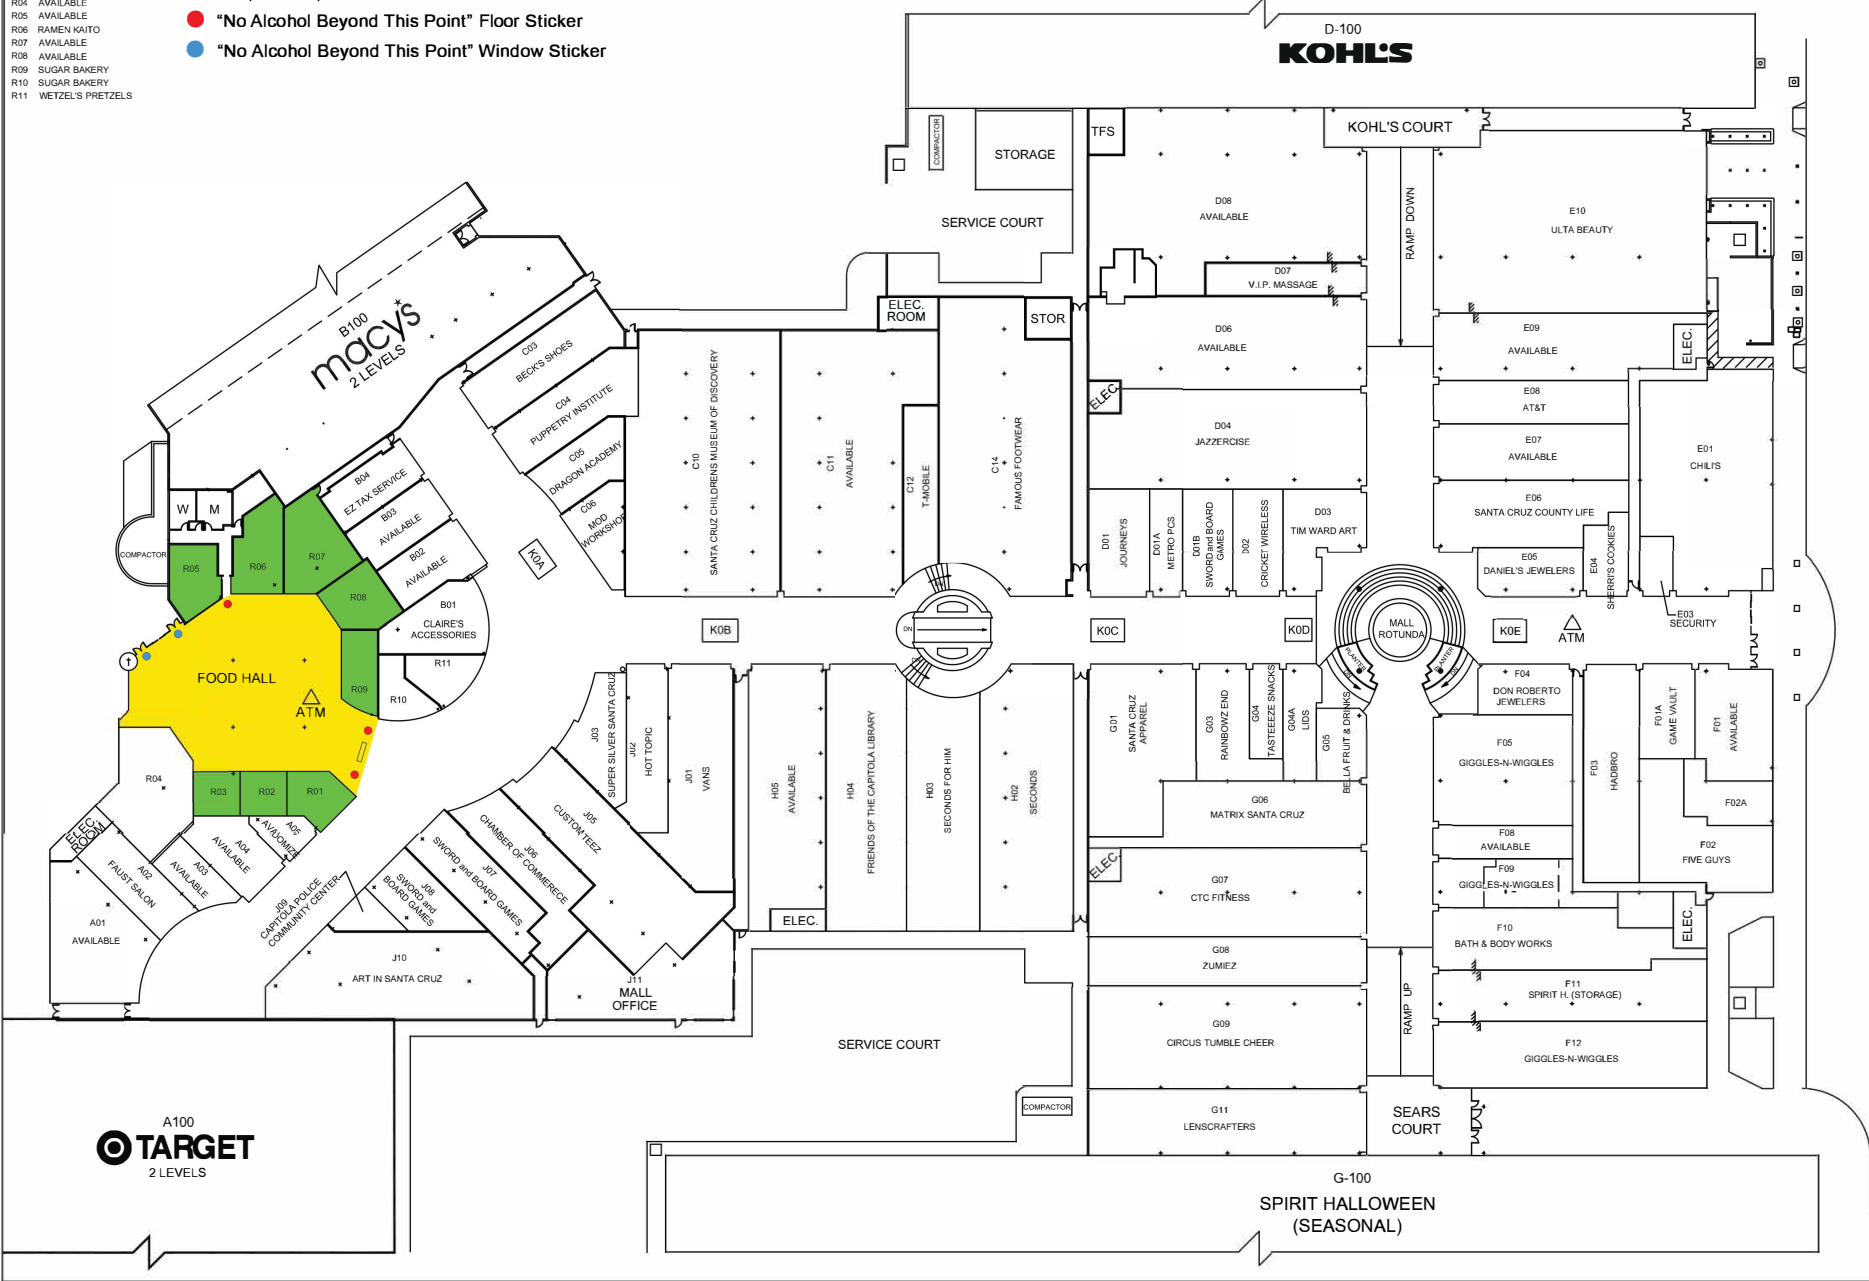 R04 AVAILABLE
R05 AVAILABLE
R06 RAMEN KAITO
R07 AVAILABLE
R08 AVAILABLE
R09 SUGAR BAKERY
R10 SUGAR BAKERY
R11 WETZEL'S PRETZELS
“No Alcohol Beyond This Point” Floor Sticker
“No Alcohol Beyond This Point” Window Sticker
D-100
KOHL'S
TFS
KOHL'S COURT
COMPACTOR
STORAGE
SERVICE COURT
D08
AVAILABLE
RAMP DOWN
E10
ULTA BEAUTY
D07
V.I.P. MASSAGE
B100
macy's
2 LEVELS
ELEC.
ROOM
STOR
D06
AVAILABLE
E09
AVAILABLE
ELEC.
C03
BECK'S SHOES
C04
PUPPETRY INSTITUTE
C05
DRAGON ACADEMY
C06
MOD
WORKSHOP
C10
SANTA CRUZ CHILDRENS MUSEUM OF DISCOVERY
C11
AVAILABLE
C12
T-MOBILE
C14
FAMOUS FOOTWEAR
ELEC.
D04
JAZZERCISE
E08
AT&T
E07
AVAILABLE
E01
CHILI'S
E06
SANTA CRUZ COUNTY LIFE
B04
EZ TAX SERVICE
B03
AVAILABLE
B02
AVAILABLE
W
M
COMPACTOR
R05
R06
R07
R08
K0A
D01
JOURNEYS
D01A
METRO PCS
D01B
SWORD and BOARD
GAMES
D02
CRICKET WIRELESS
D03
TIM WARD ART
E05
DANIEL'S JEWELERS
E04
SHERRI'S COOKIES
E03
SECURITY
B01
CLAIRE'S
ACCESSORIES
K0B
DN
K0C
K0D
MALL
ROTUNDA
K0E
ATM
PLANTER
PLANTER
FOOD HALL
ATM
R09
R10
R11
R04
R03
R02
R01
J03
SUPER SILVER SANTA CRUZ
J02
HOT TOPIC
J01
VANS
H05
AVAILABLE
H04
FRIENDS OF THE CAPITOLA LIBRARY
H03
SECONDS FOR HIM
H02
SECONDS
G01
SANTA CRUZ
APPAREL
G03
RAINBOWZ END
G04
TASTEEEZE SNACKS
G04A
LIDS
G05
BELLA FRUIT & DRINKS
F04
DON ROBERTO
JEWELERS
F05
GIGGLES-N-WIGGLES
F03
HADBRO
F01A
GAME VAULT
F01
AVAILABLE
F02A
F02
FIVE GUYS
G06
MATRIX SANTA CRUZ
F08
AVAILABLE
F09
GIGGLES-N-WIGGLES
ELEC.
ROOM
A05
AVADOMIZE
A04
AVAILABLE
A03
AVAILABLE
A02
FAUST SALON
A01
AVAILABLE
J05
CUSTOM TEEZ
J06
CHAMBER OF COMMERECE
J07
SWORD and BOARD GAMES
J08
SWORD and
BOARD GAMES
J09
CAPITOLA POLICE
COMMUNITY CENTER
J10
ART IN SANTA CRUZ
J11
MALL
OFFICE
ELEC.
ELEC.
G07
CTC FITNESS
F10
BATH & BODY WORKS
ELEC.
G08
ZUMIEZ
F11
SPIRIT H. (STORAGE)
RAMP UP
G09
CIRCUS TUMBLE CHEER
F12
GIGGLES-N-WIGGLES
SERVICE COURT
COMPACTOR
G11
LENSCRAFTERS
SEARS
COURT
A100
TARGET
2 LEVELS
G-100
SPIRIT HALLOWEEN
(SEASONAL)